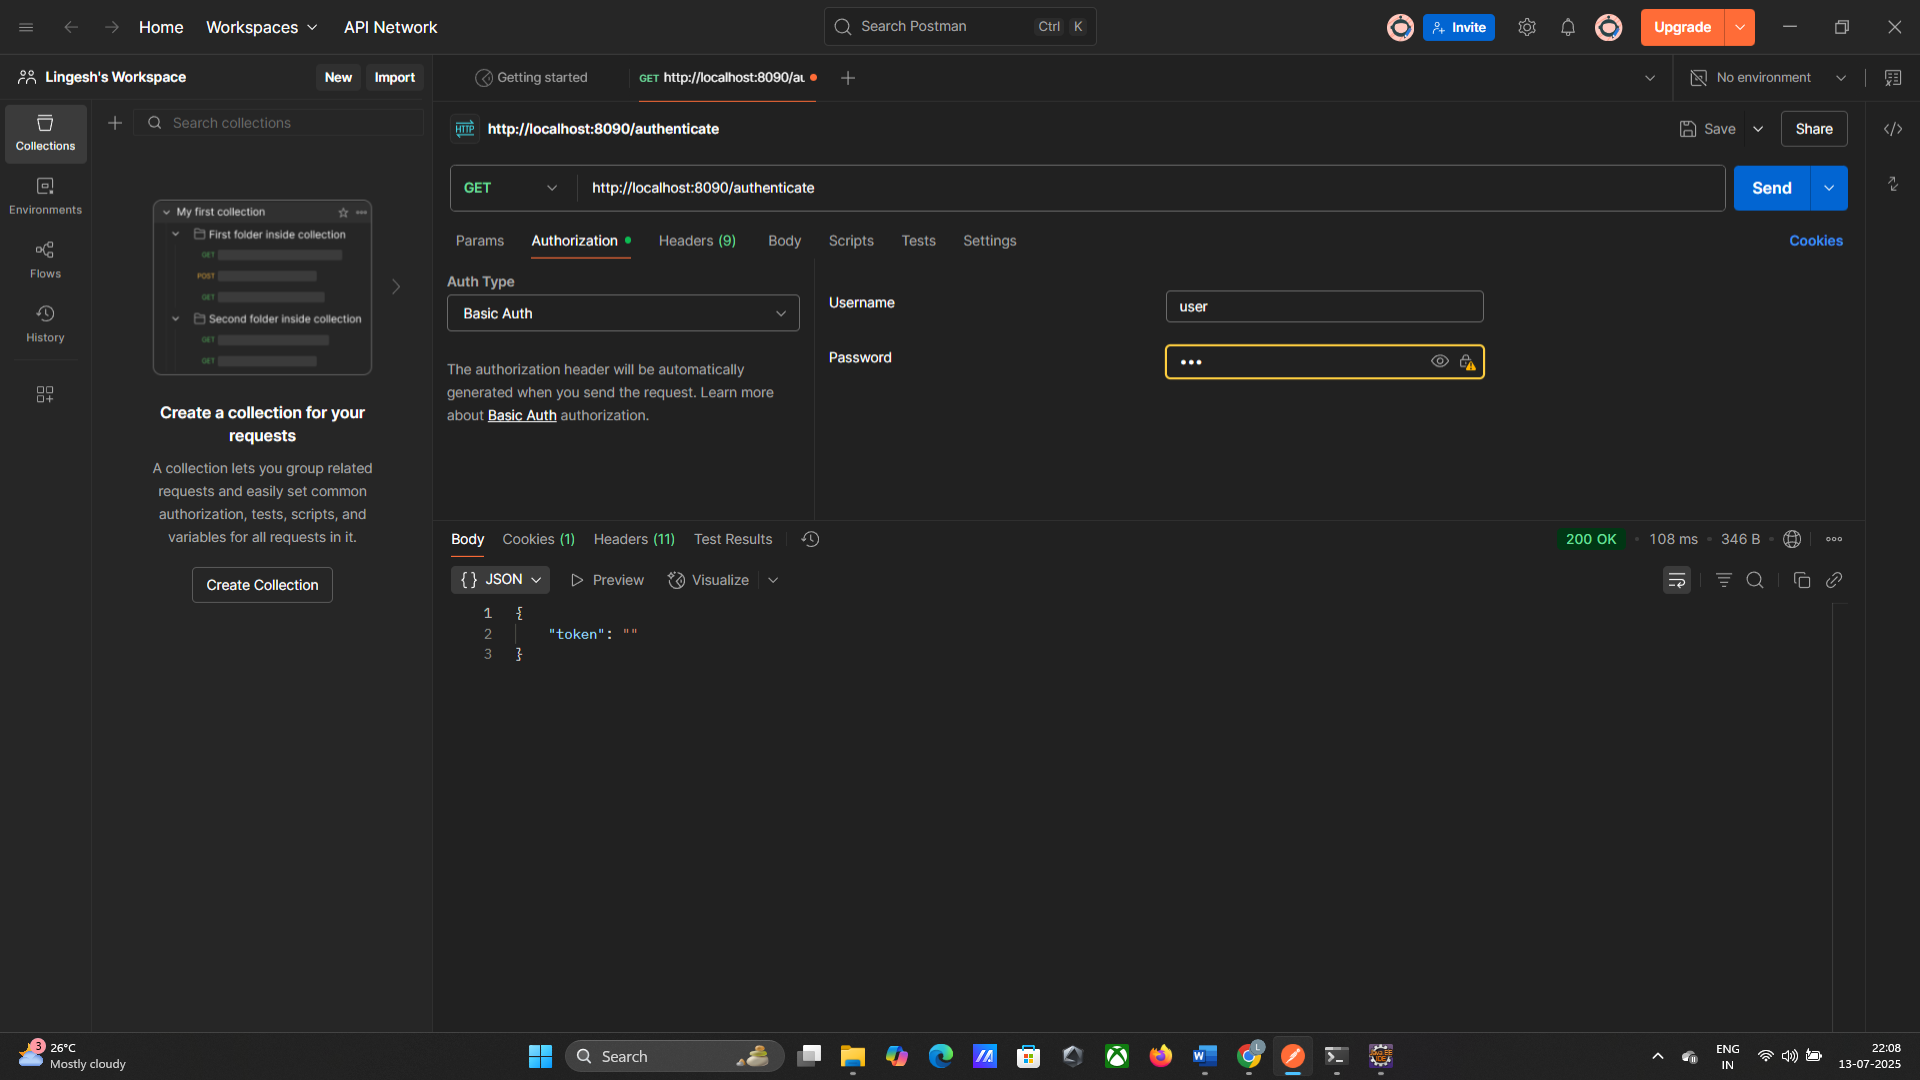 Home
Workspaces
API Network
Search Postman
Ctrl K
Invite
Upgrade
Lingesh's Workspace
New
Import
Getting started
GET http://localhost:8090/au
No environment
Collections
Environments
Flows
History
Search collections
My first collection
First folder inside collection
GET
POST
GET
Second folder inside collection
GET
GET
Create a collection for your
requests
A collection lets you group related
requests and easily set common
authorization, tests, scripts, and
variables for all requests in it.
Create Collection
HTTP http://localhost:8090/authenticate
Save
Share
GET
http://localhost:8090/authenticate
Send
Params
Authorization
Headers (9)
Body
Scripts
Tests
Settings
Cookies
Auth Type
Basic Auth
The authorization header will be automatically
generated when you send the request. Learn more
about Basic Auth authorization.
Username
user
Password
•••
Body
Cookies (1)
Headers (11)
Test Results
200 OK
108 ms
346 B
{} JSON
Preview
Visualize
1 {
2 "token": ""
3 }
3
26°C
Mostly cloudy
Search
L
ENG
IN
22:08
13-07-2025